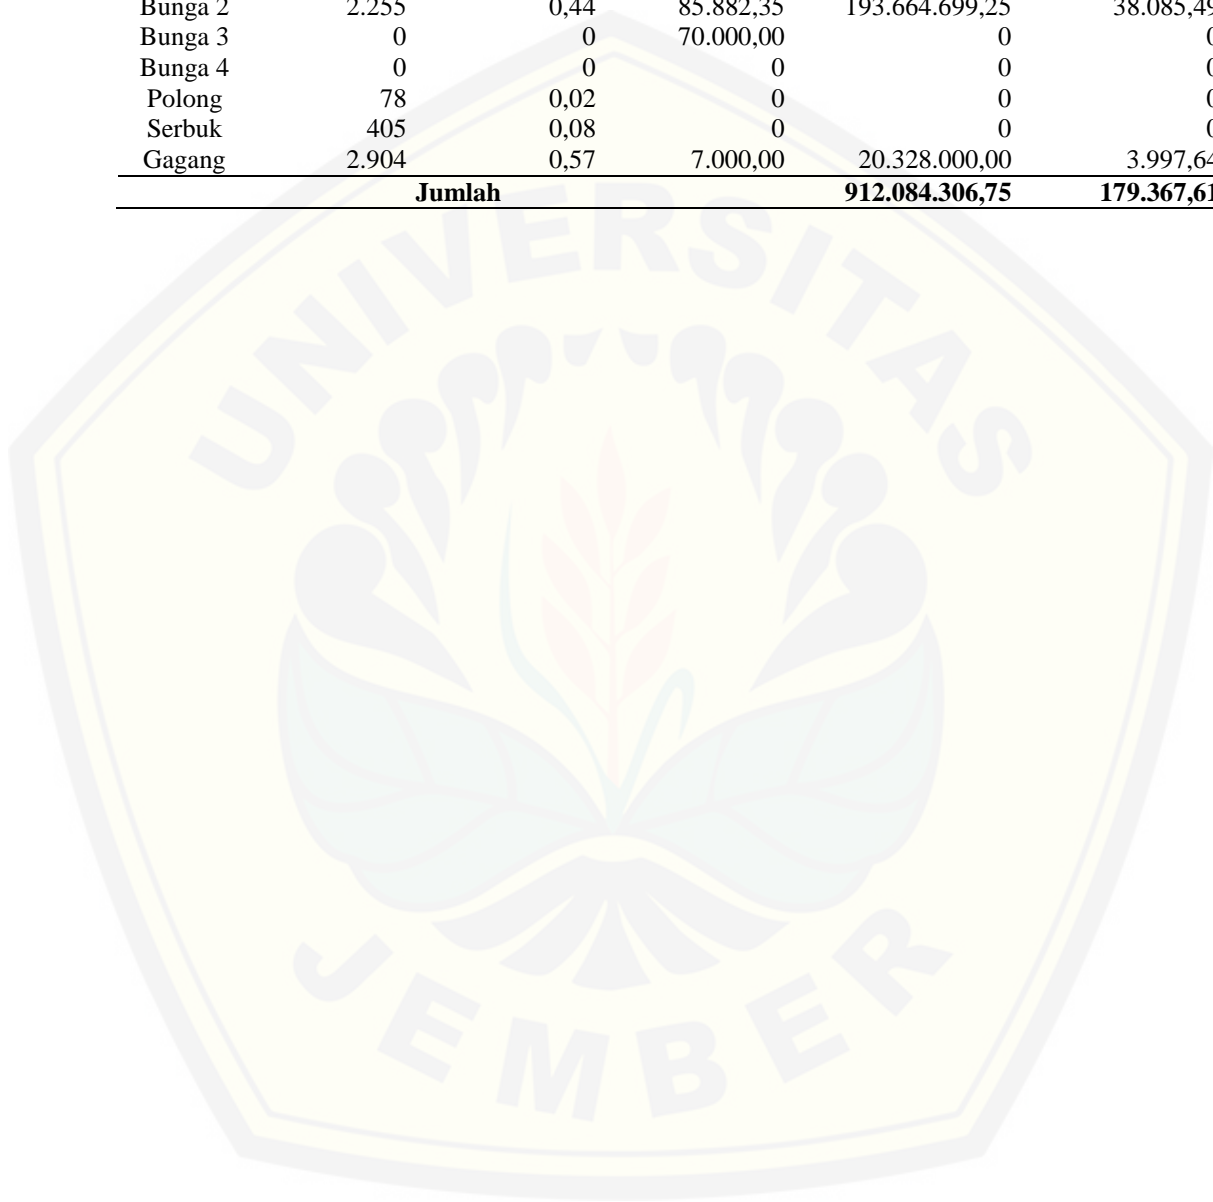 Bunga 2 2.255 0,44 85.882,35 193.664.699,25 38.085,49
Bunga 3 0 0 70.000,00 0 0
Bunga 4 0 0 0 0 0
Polong 78 0,02 0 0 0
Serbuk 405 0,08 0 0 0
Gagang 2.904 0,57 7.000,00 20.328.000,00 3.997,64
Jumlah 912.084.306,75 179.367,61
UNIVERSITAS
JEMBER